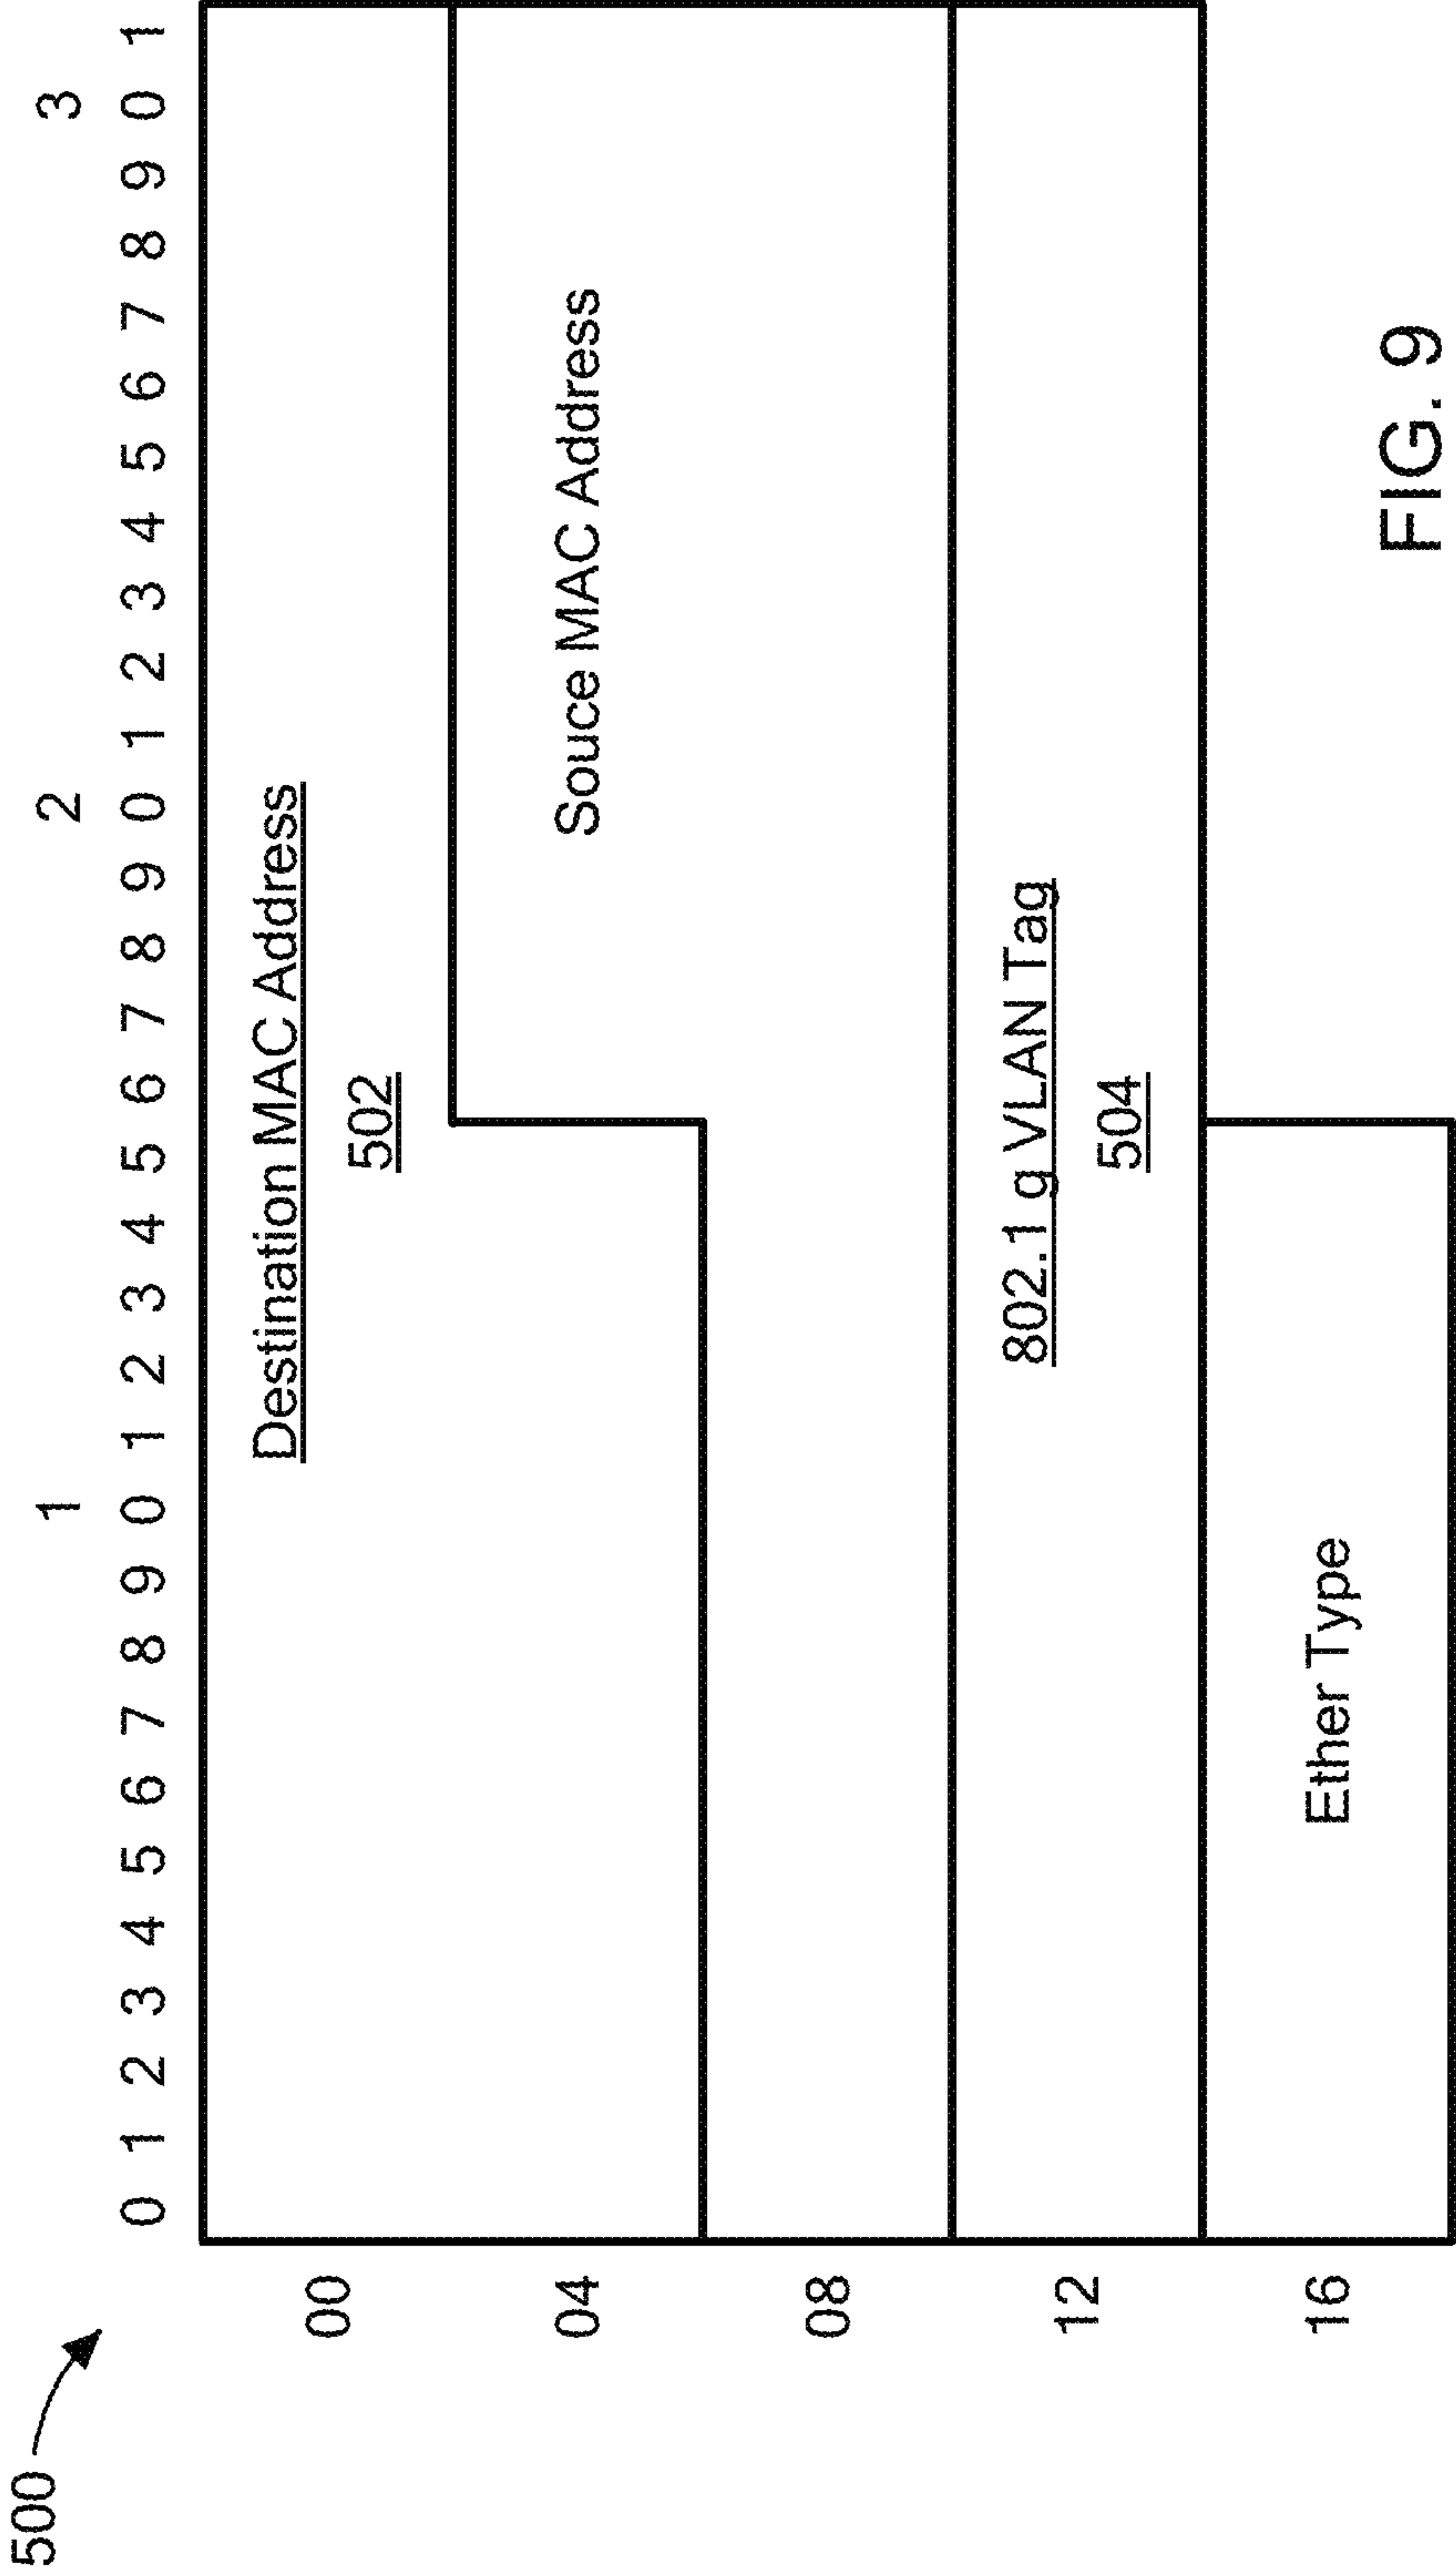 500
1 2 3
0 1 2 3 4 5 6 7 8 9 0 1 2 3 4 5 6 7 8 9 0 1 2 3 4 5 6 7 8 9 0 1
00
Destination MAC Address
502
04
Souce MAC Address
08
12
802.1 q VLAN Tag
504
16
Ether Type
FIG. 9